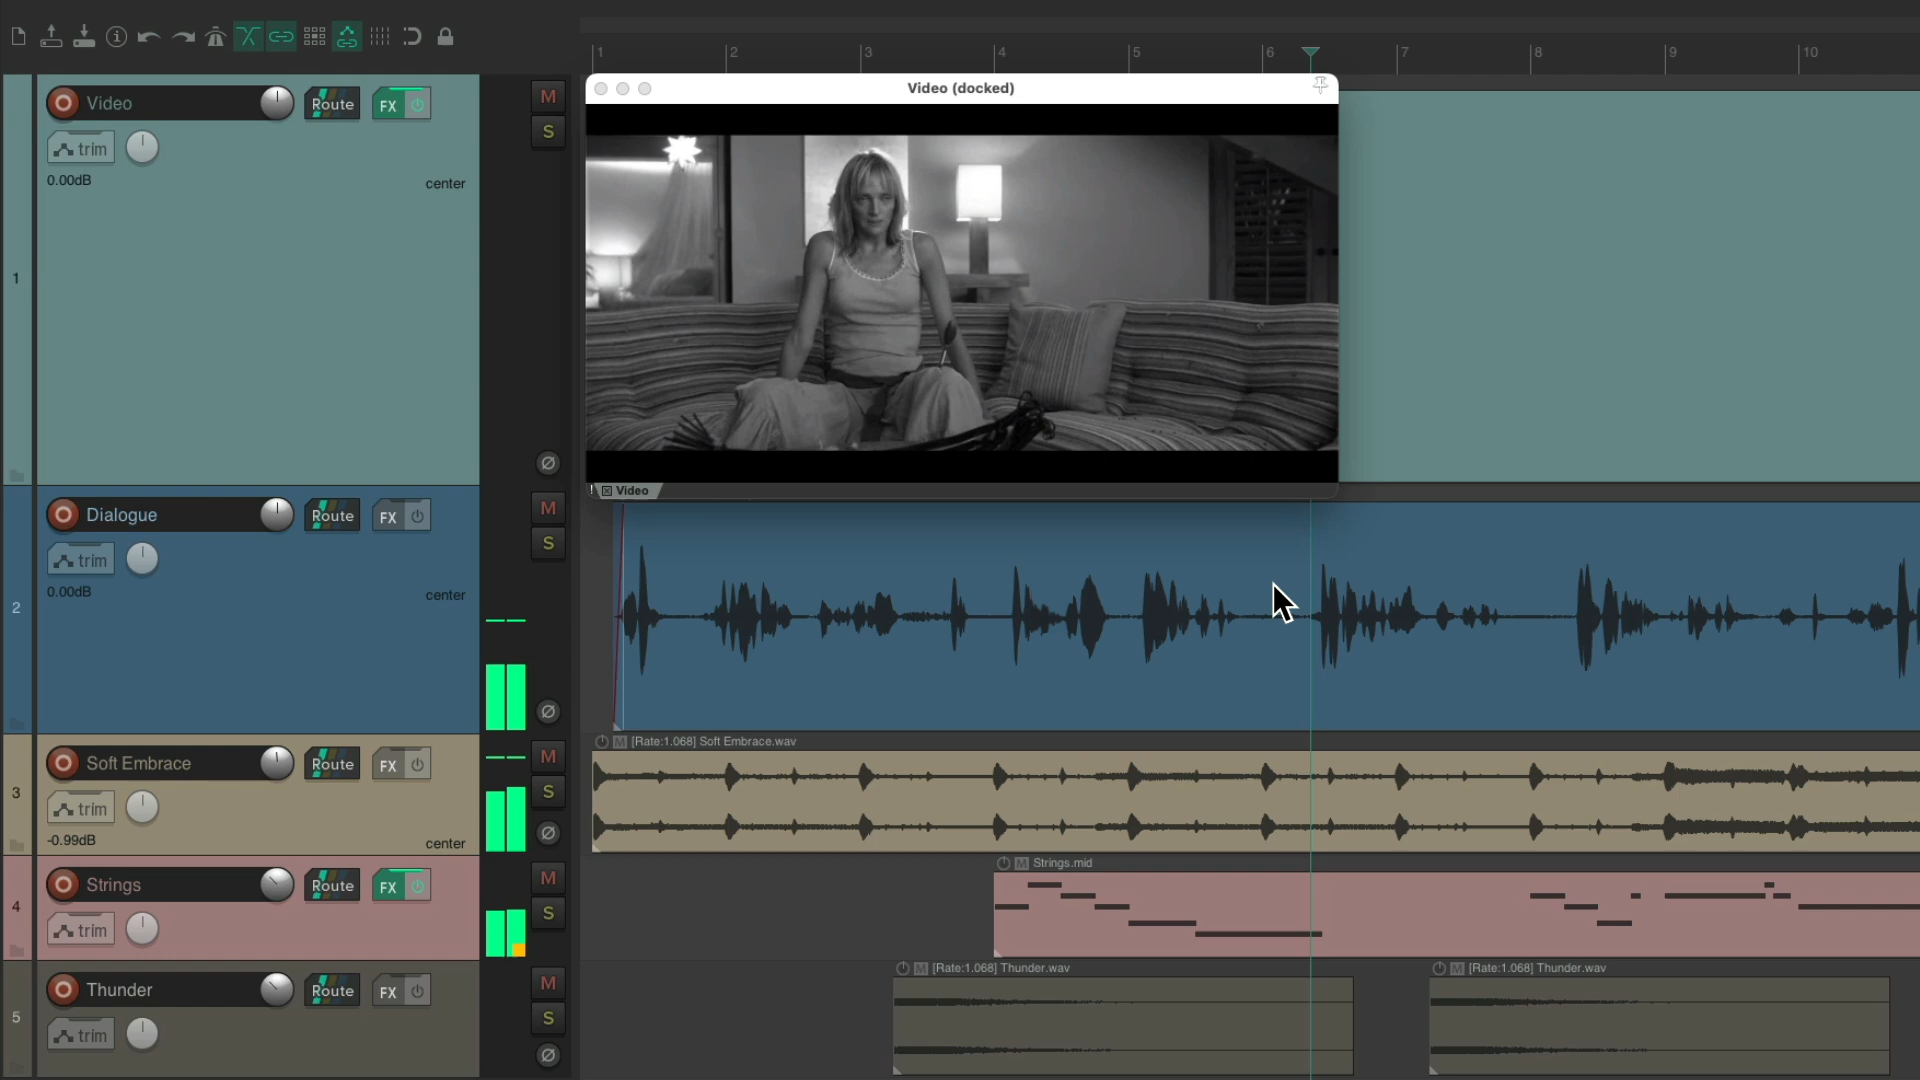 1 2 3 4 5 6 7 8 9 10
Video Route FX M
Video (docked)
trim S
0.00dB center
1
Video
Dialogue Route FX M
trim S
0.00dB center
2
M [Rate:1.068] Soft Embrace.wav
Soft Embrace Route FX M
trim S
3
-0.99dB center
M Strings.mid
Strings Route FX M
4
trim S
M [Rate:1.068] Thunder.wav M [Rate:1.068] Thunder.wav
Thunder Route FX M
5
trim S